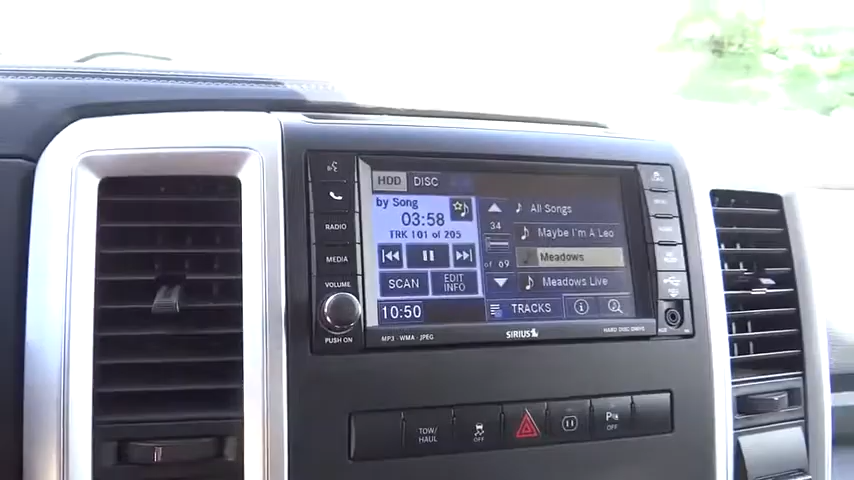 HDD DISC
by Song
03:58
TRK 101 of 205
SCAN
EDIT
INFO
10:50
34
of 69
All Songs
Maybe I'm A Leo
Meadows
Meadows Live
TRACKS
RADIO
MEDIA
VOLUME
PUSH
MP3 · WMA · JPEG
SIRIUS
HARD DISC DRIVE
TOW/
HAUL
OFF
P
OFF